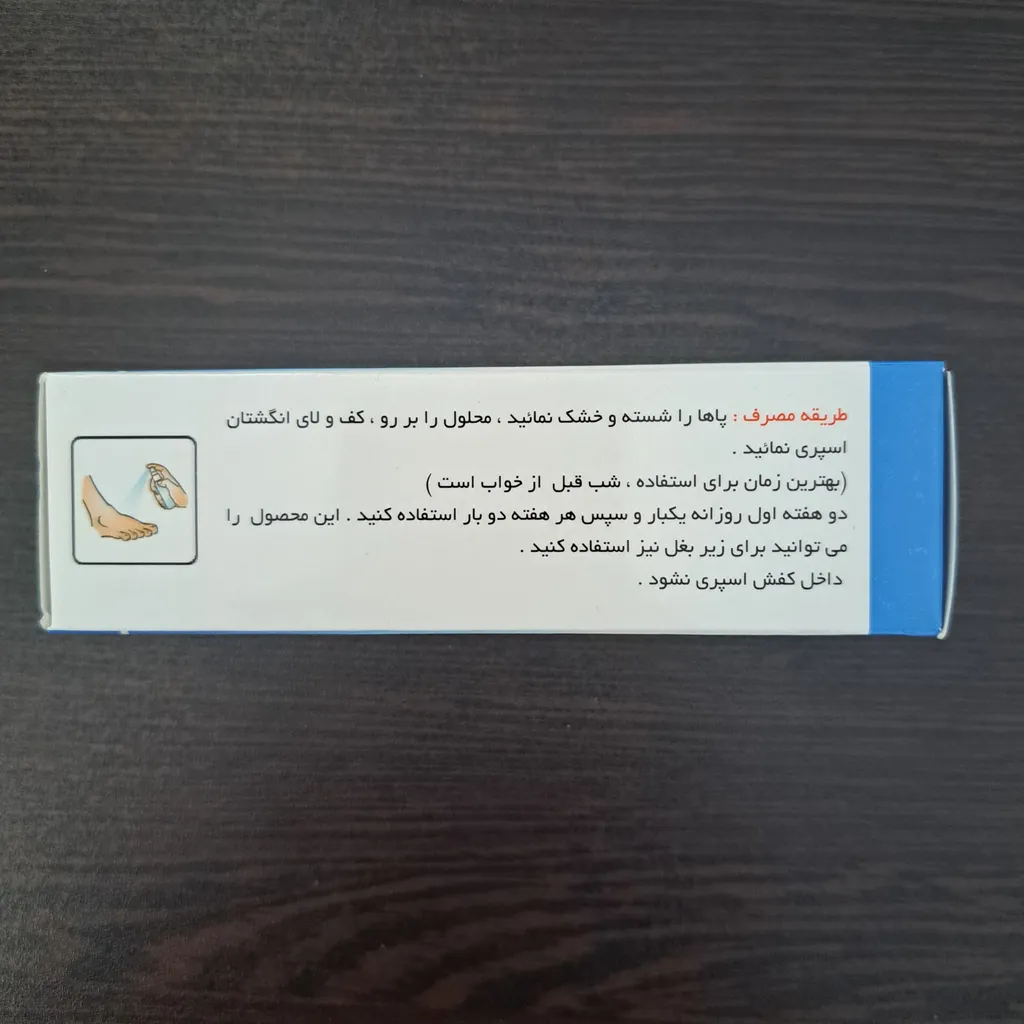 طریقه مصرف : پاها را شسته و خشک نمائید ، محلول را بر رو ، کف و لای انگشتان
اسپری نمائید .
(بهترین زمان برای استفاده ، شب قبل از خواب است )
دو هفته اول روزانه یکبار و سپس هر هفته دو بار استفاده کنید . این محصول را
می توانید برای زیر بغل نیز استفاده کنید .
داخل کفش اسپری نشود .